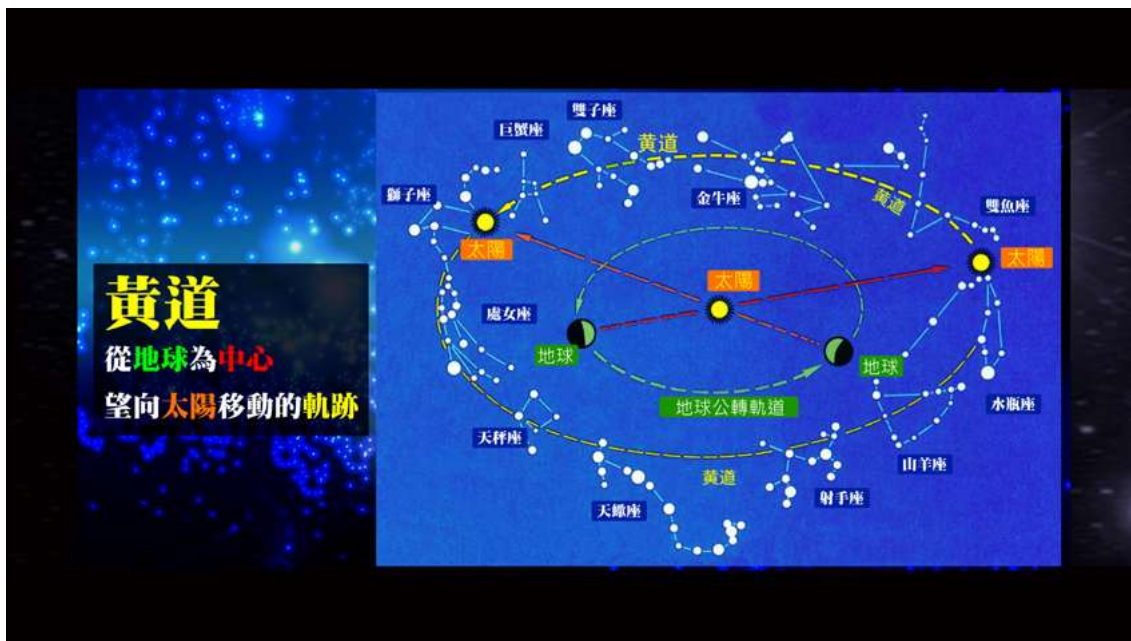 黃道
從地球為中心
望向太陽移動的軌跡
雙子座
巨蟹座
黄道
獅子座
金牛座
黄道
雙魚座
太陽
太陽
太陽
處女座
地球
地球
地球公轉軌道
水瓶座
天秤座
山羊座
黄道
射手座
天蠍座